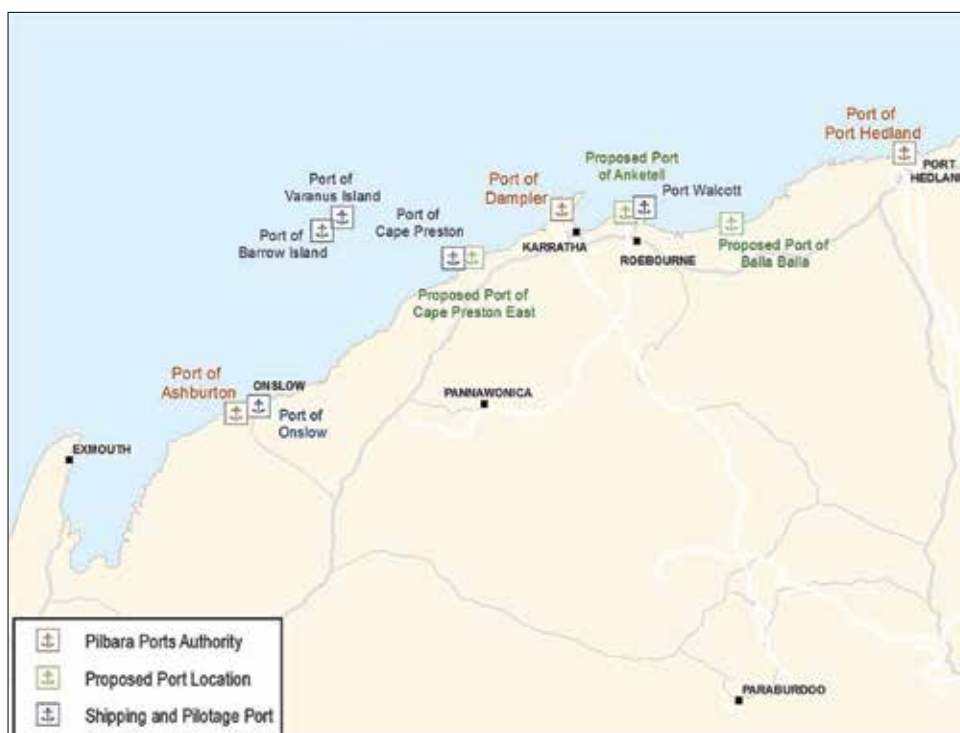 Port of
Port Hedland
PORT
HEDLAND
Proposed Port
of Anketell
Port Walcott
Port of
Dampier
Port of
Varanus Island
Port of
Barrow Island
Port of
Cape Preston
KARRATHA
ROEBOURNE
Proposed Port of
Balla Balla
Proposed Port of
Cape Preston East
Port of
Ashburton
ONSLOW
Port of
Onslow
PANNAWONICA
EXMOUTH
PARABURDOO
Pilbara Ports Authority
Proposed Port Location
Shipping and Pilotage Port